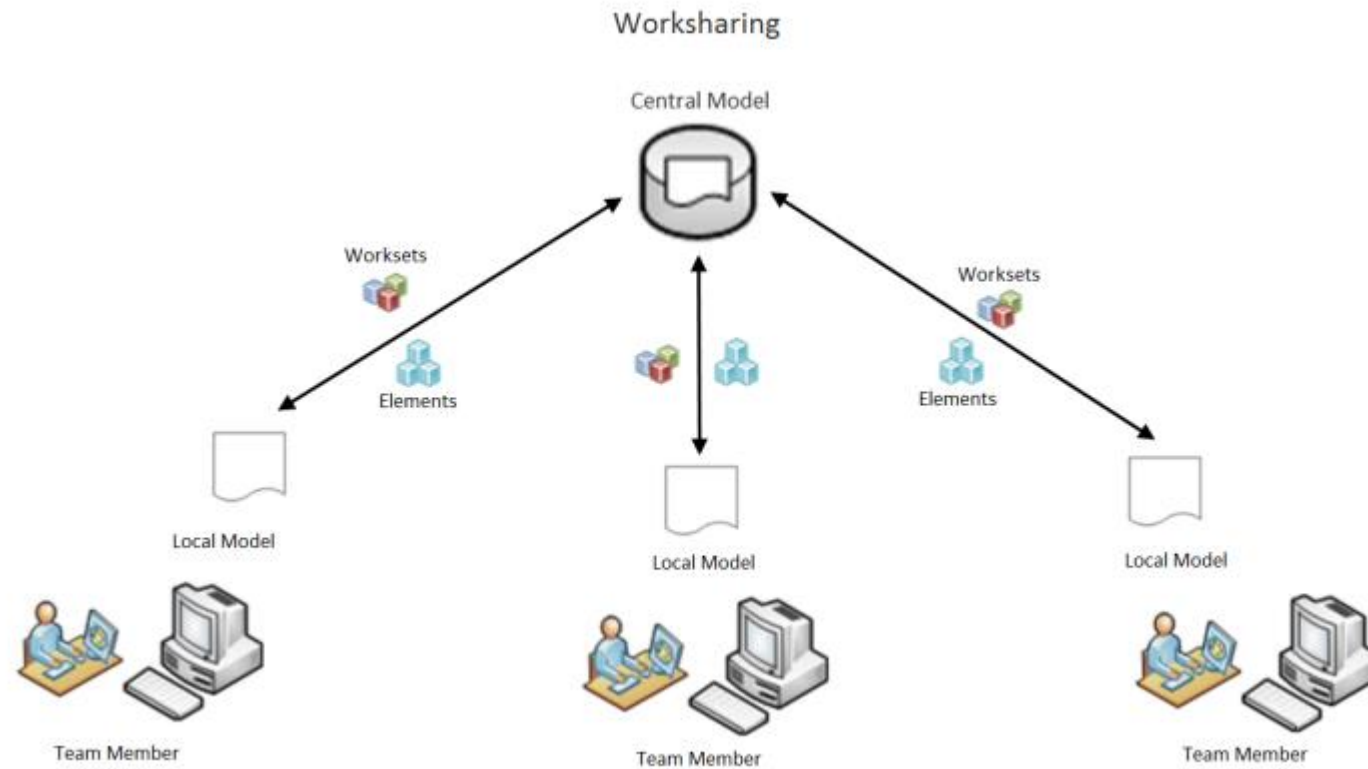 Worksharing
Central Model
Worksets
Worksets
Elements
Elements
Local Model
Local Model
Local Model
Team Member
Team Member
Team Member